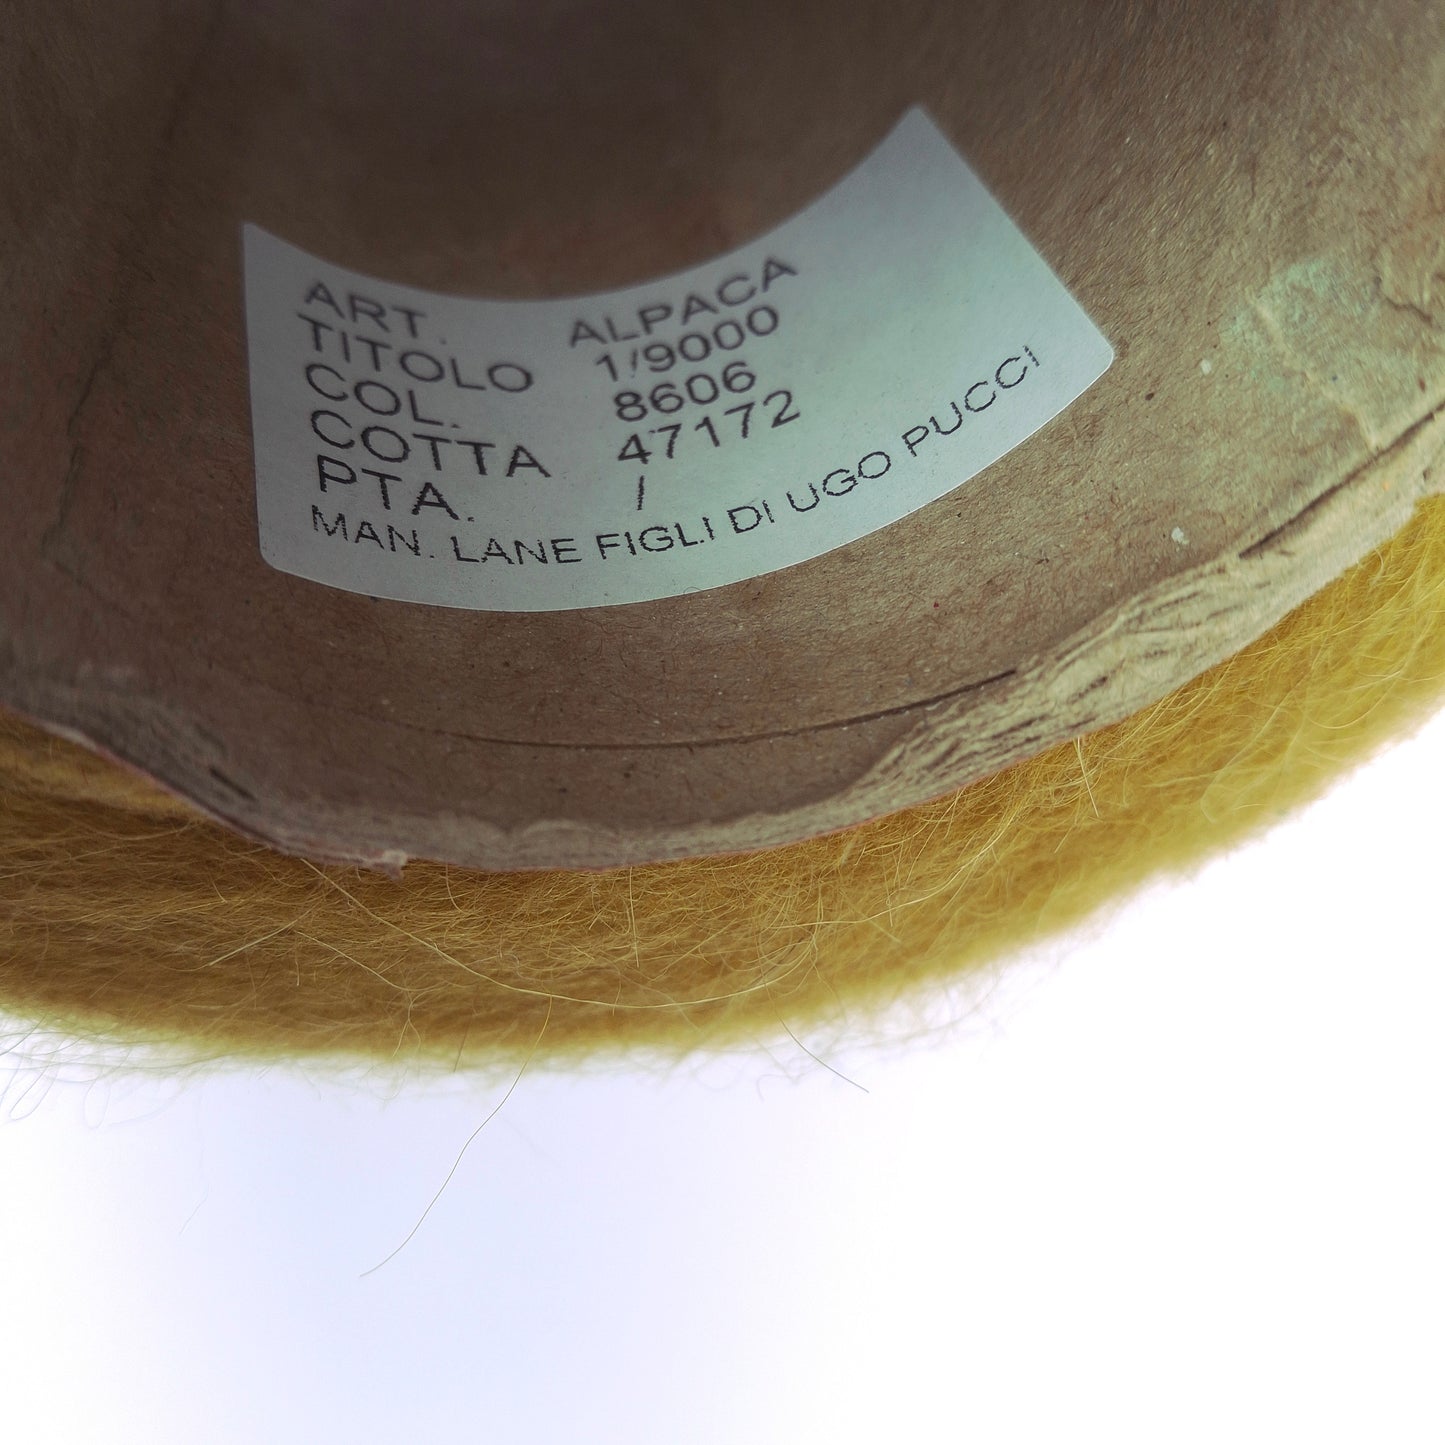 ART. ALPACA
TITOLO 1/9000
COL. 8606
COTTA 47172
PTA. /
MAN. LANE FIGLI DI UGO PUCCI